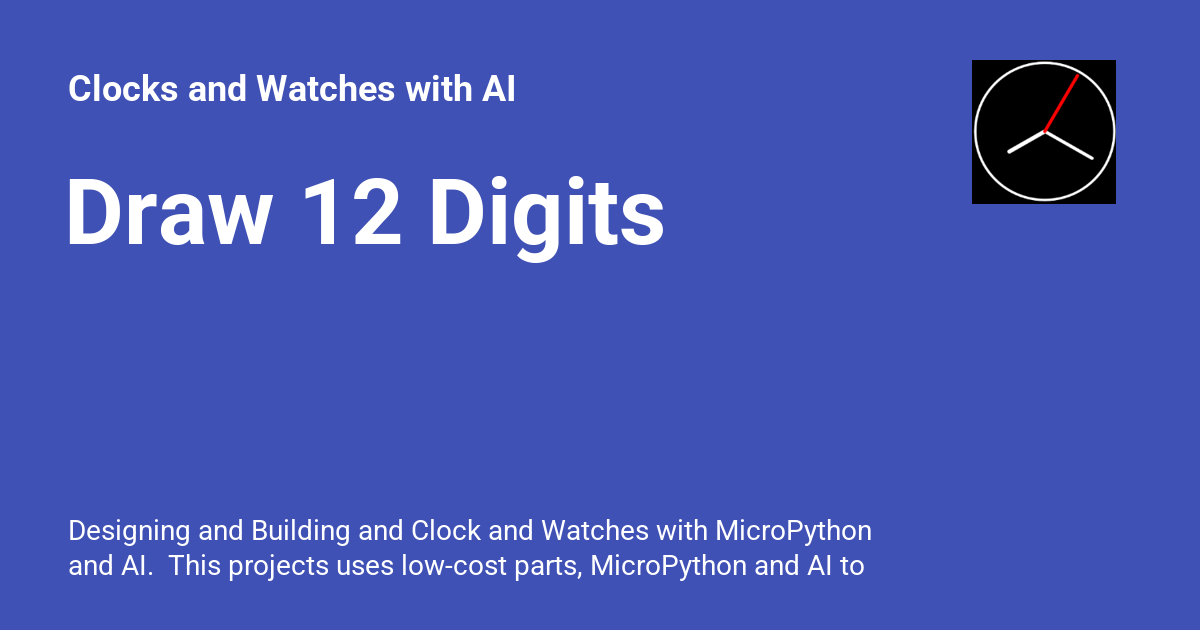 Clocks and Watches with AI
Draw 12 Digits
Designing and Building and Clock and Watches with MicroPython
and AI.  This projects uses low-cost parts, MicroPython and AI to